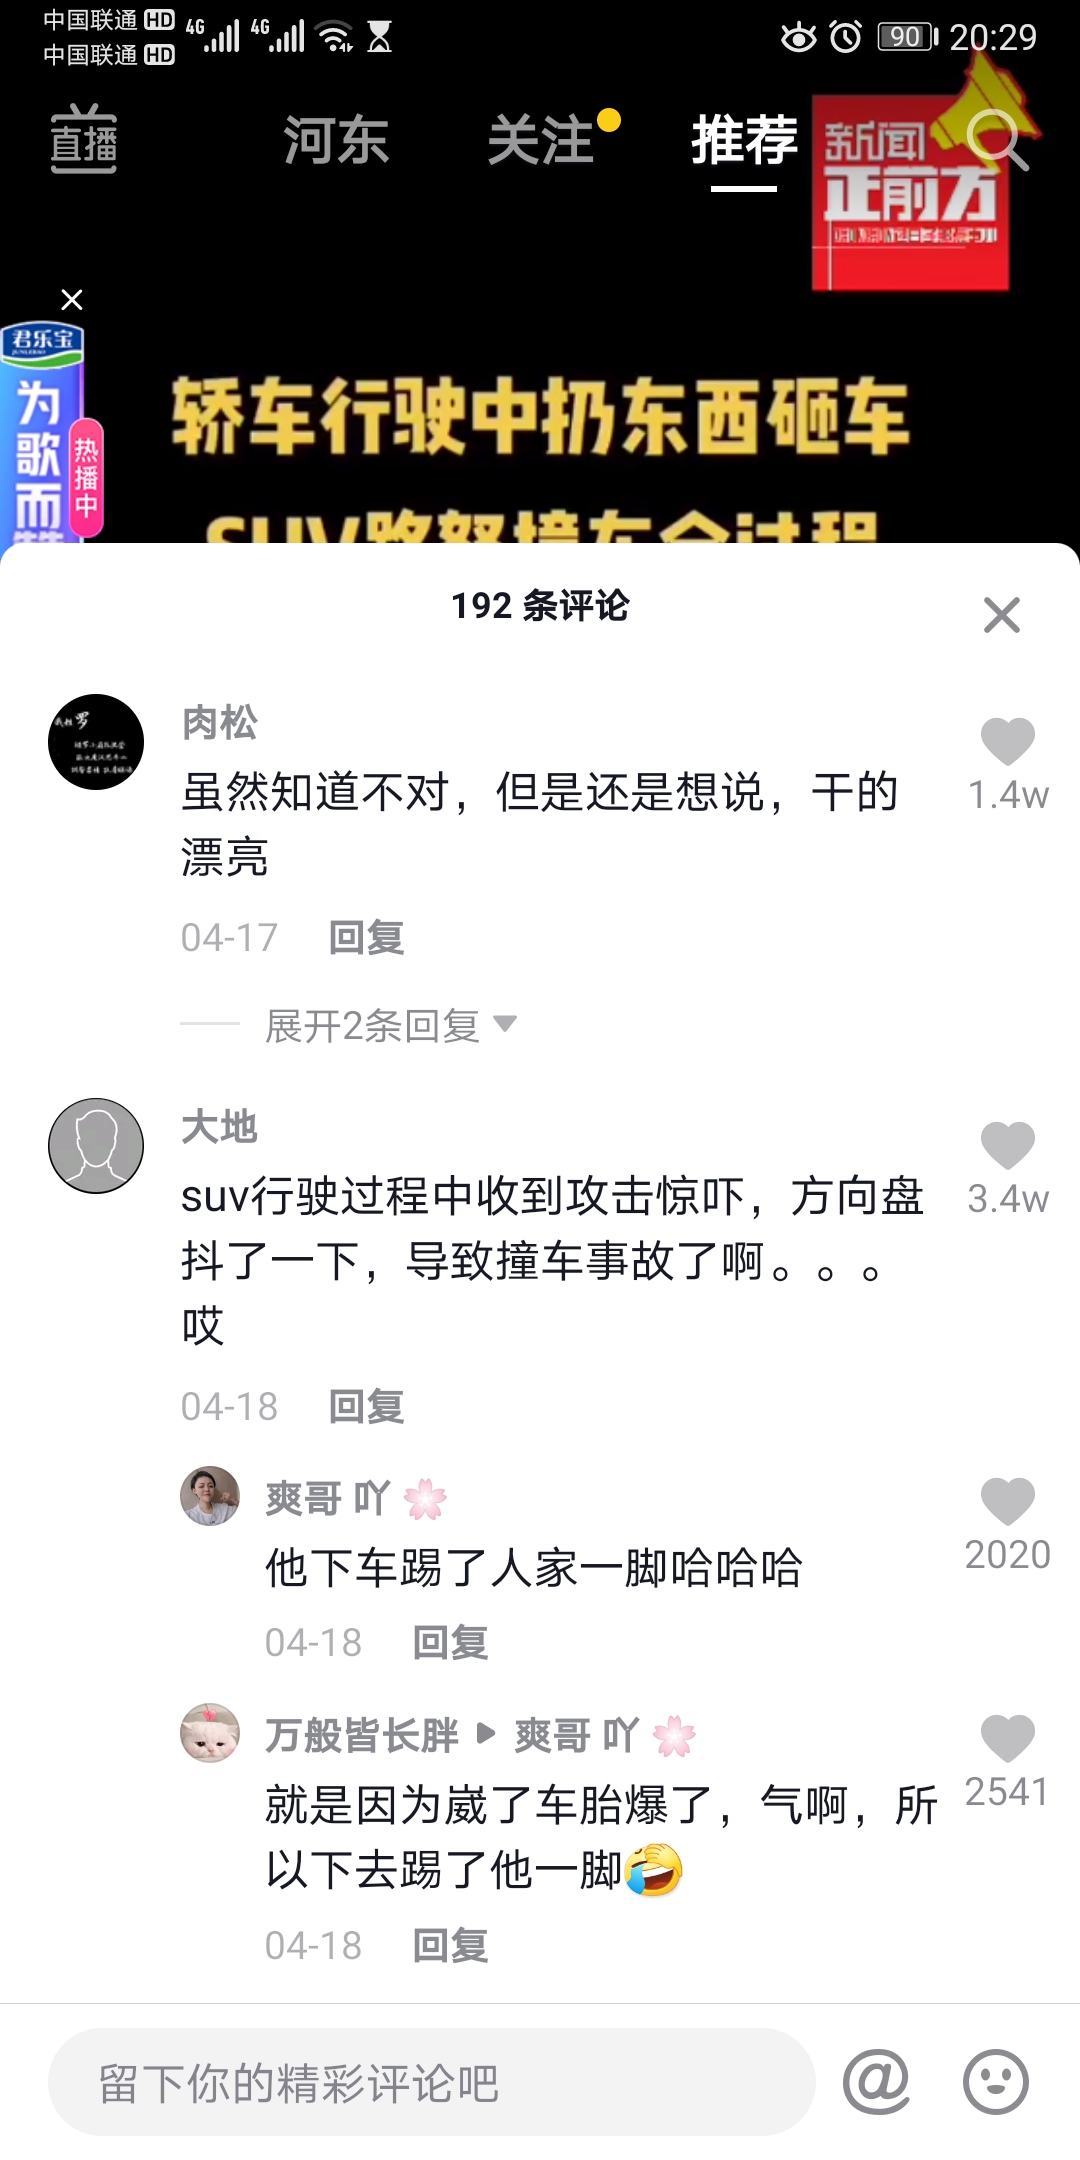 中国联通 HD
中国联通 HD
4G 4G
90 20:29
直播 河东 关注 推荐
新闻
正前方
君乐宝
JUNLEBAO
为歌而赞
热播中
轿车行驶中扔东西砸车
SUV路怒撞车全过程
192 条评论
肉松
虽然知道不对，但是还是想说，干的
漂亮
1.4w
04-17 回复
展开2条回复
大地
suv行驶过程中收到攻击惊吓，方向盘
抖了一下，导致撞车事故了啊。。。
哎
3.4w
04-18 回复
爽哥 吖🌸
他下车踢了人家一脚哈哈哈
2020
04-18 回复
万般皆长胖 ▶ 爽哥 吖🌸
就是因为崴了车胎爆了，气啊，所
以下去踢了他一脚
2541
04-18 回复
留下你的精彩评论吧
@